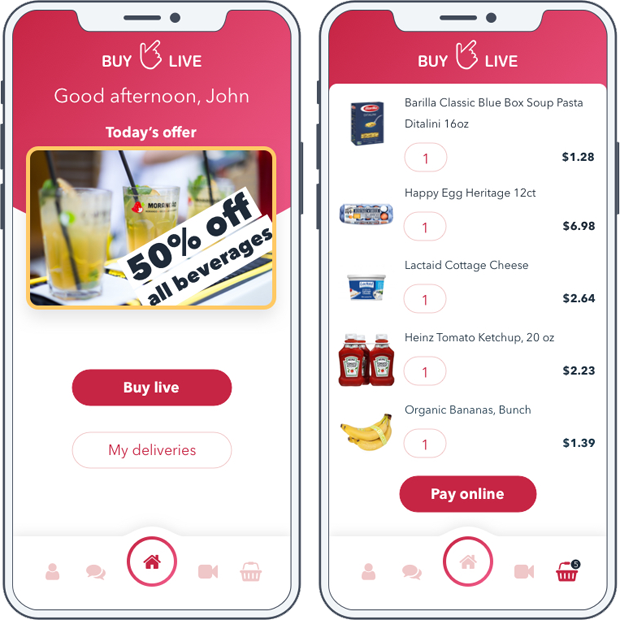 BUY LIVE
Good afternoon, John
Today's offer
50% off
all beverages
Buy live
My deliveries
BUY LIVE
Barilla Classic Blue Box Soup Pasta
Ditalini 16oz
1
$1.28
Happy Egg Heritage 12ct
1
$6.98
Lactaid Cottage Cheese
1
$2.64
Heinz Tomato Ketchup, 20 oz
1
$2.23
Organic Bananas, Bunch
1
$1.39
Pay online
5